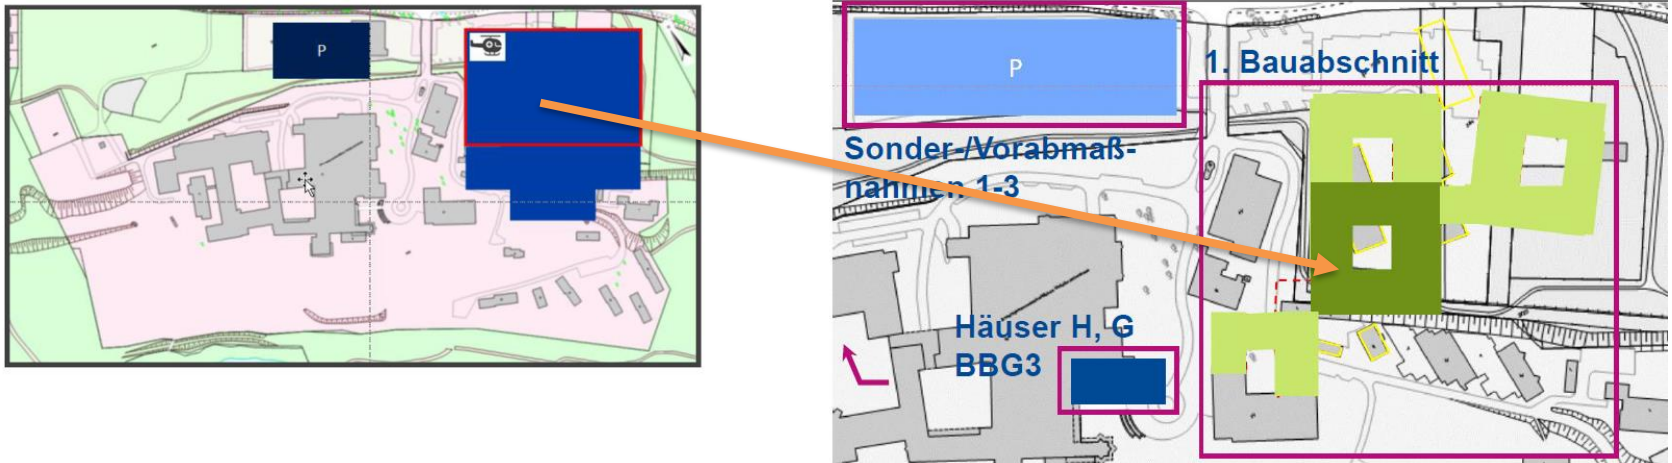 P
P
1. Bauabschnitt
Sonder-/Vorabmaß-
nahmen 1-3
Häuser H, G
BBG3